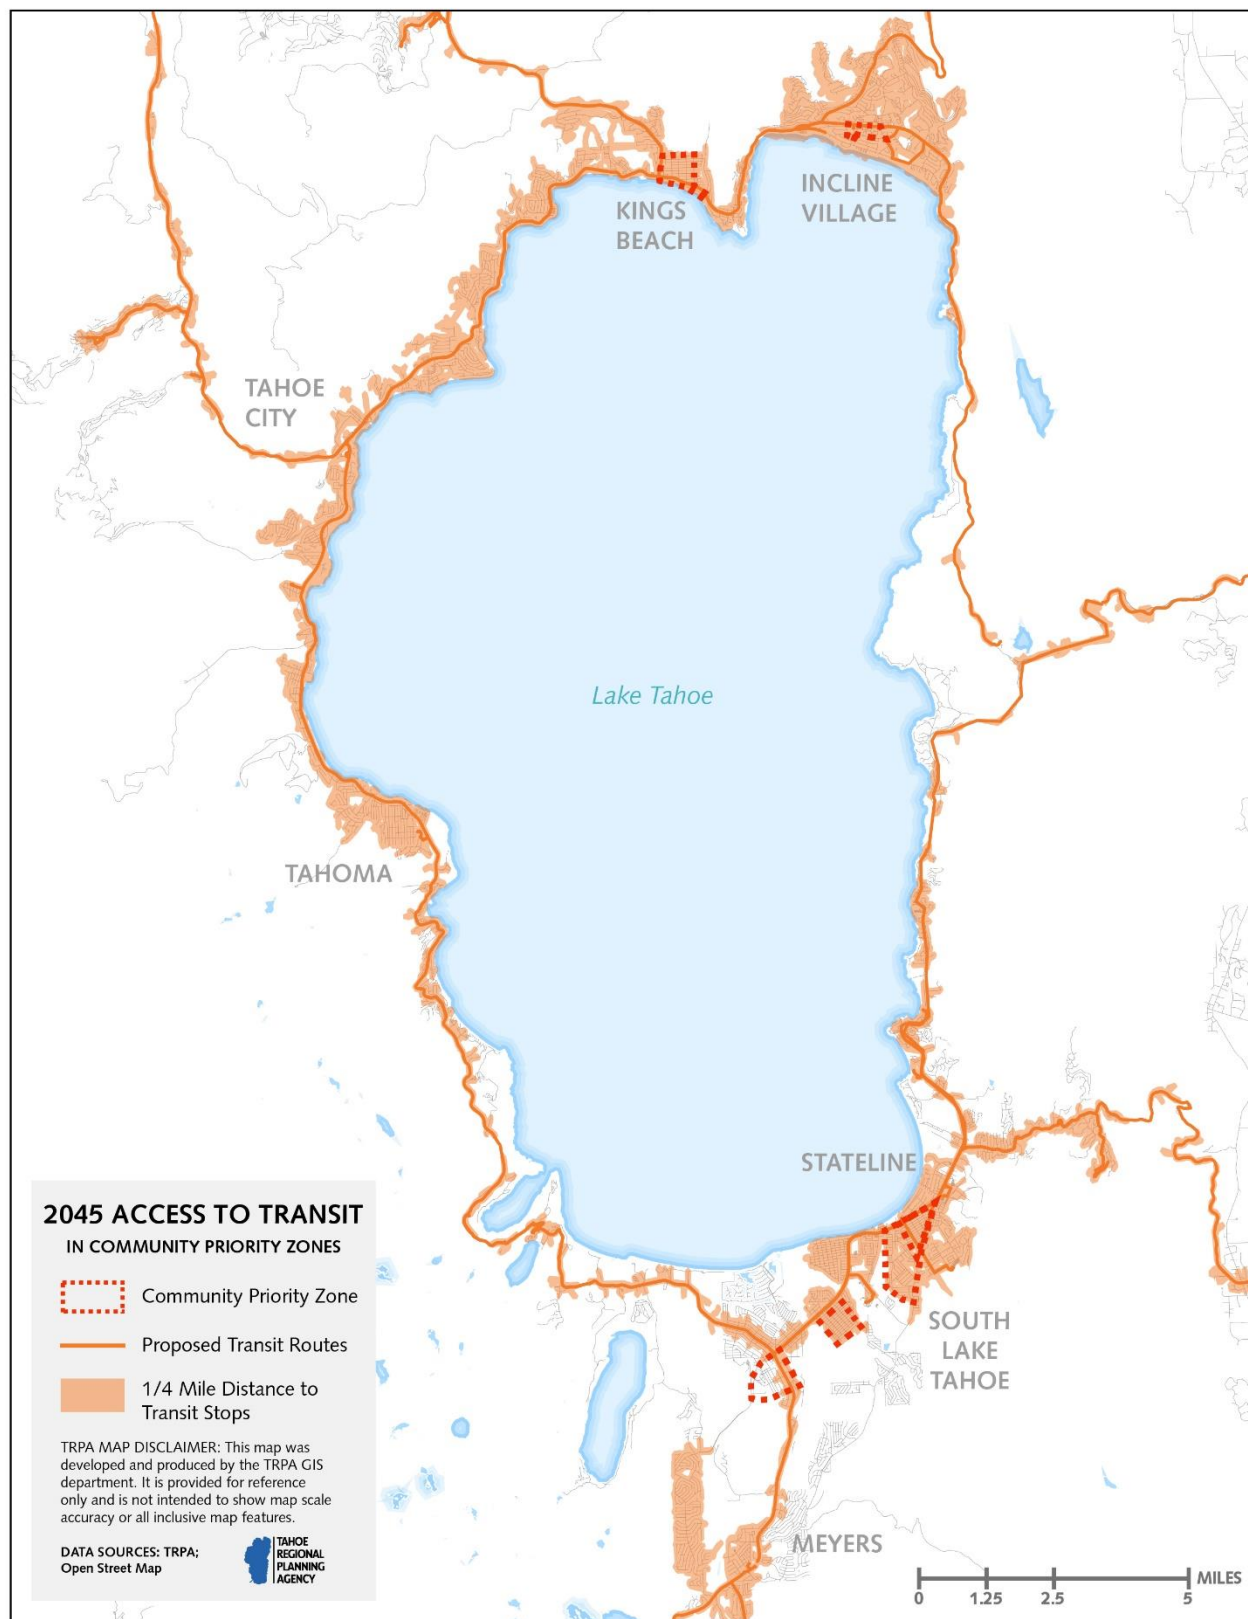 INCLINE
VILLAGE
KINGS
BEACH
TAHOE
CITY
Lake Tahoe
TAHOMA
STATELINE
SOUTH
LAKE
TAHOE
MEYERS
2045 ACCESS TO TRANSIT
IN COMMUNITY PRIORITY ZONES
Community Priority Zone
Proposed Transit Routes
1/4 Mile Distance to
Transit Stops
TRPA MAP DISCLAIMER: This map was
developed and produced by the TRPA GIS
department. It is provided for reference
only and is not intended to show map scale
accuracy or all inclusive map features.
DATA SOURCES: TRPA;
Open Street Map
TAHOE
REGIONAL
PLANNING
AGENCY
MILES
0 1.25 2.5 5